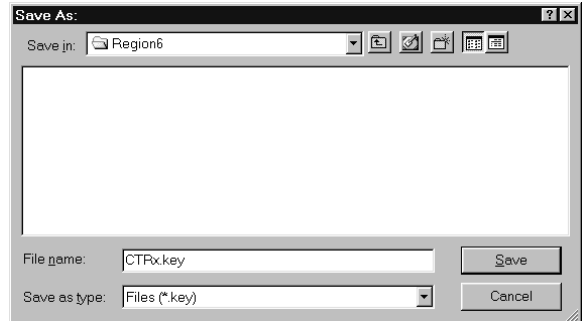 Save As:
Save in: Region6
File name: CTRx.key Save
Save as type: Files (*.key) Cancel